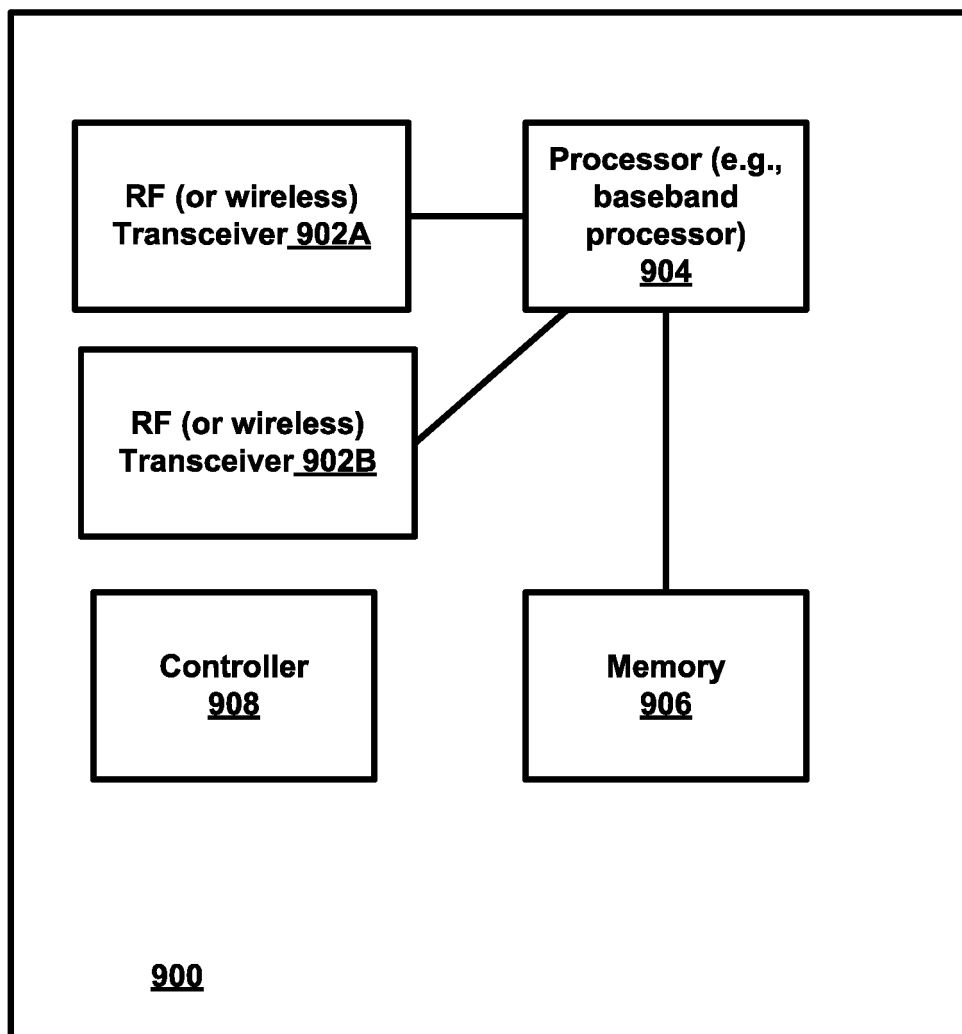 RF (or wireless)
Transceiver 902A
Processor (e.g.,
baseband
processor)
904
RF (or wireless)
Transceiver 902B
Controller
908
Memory
906
900